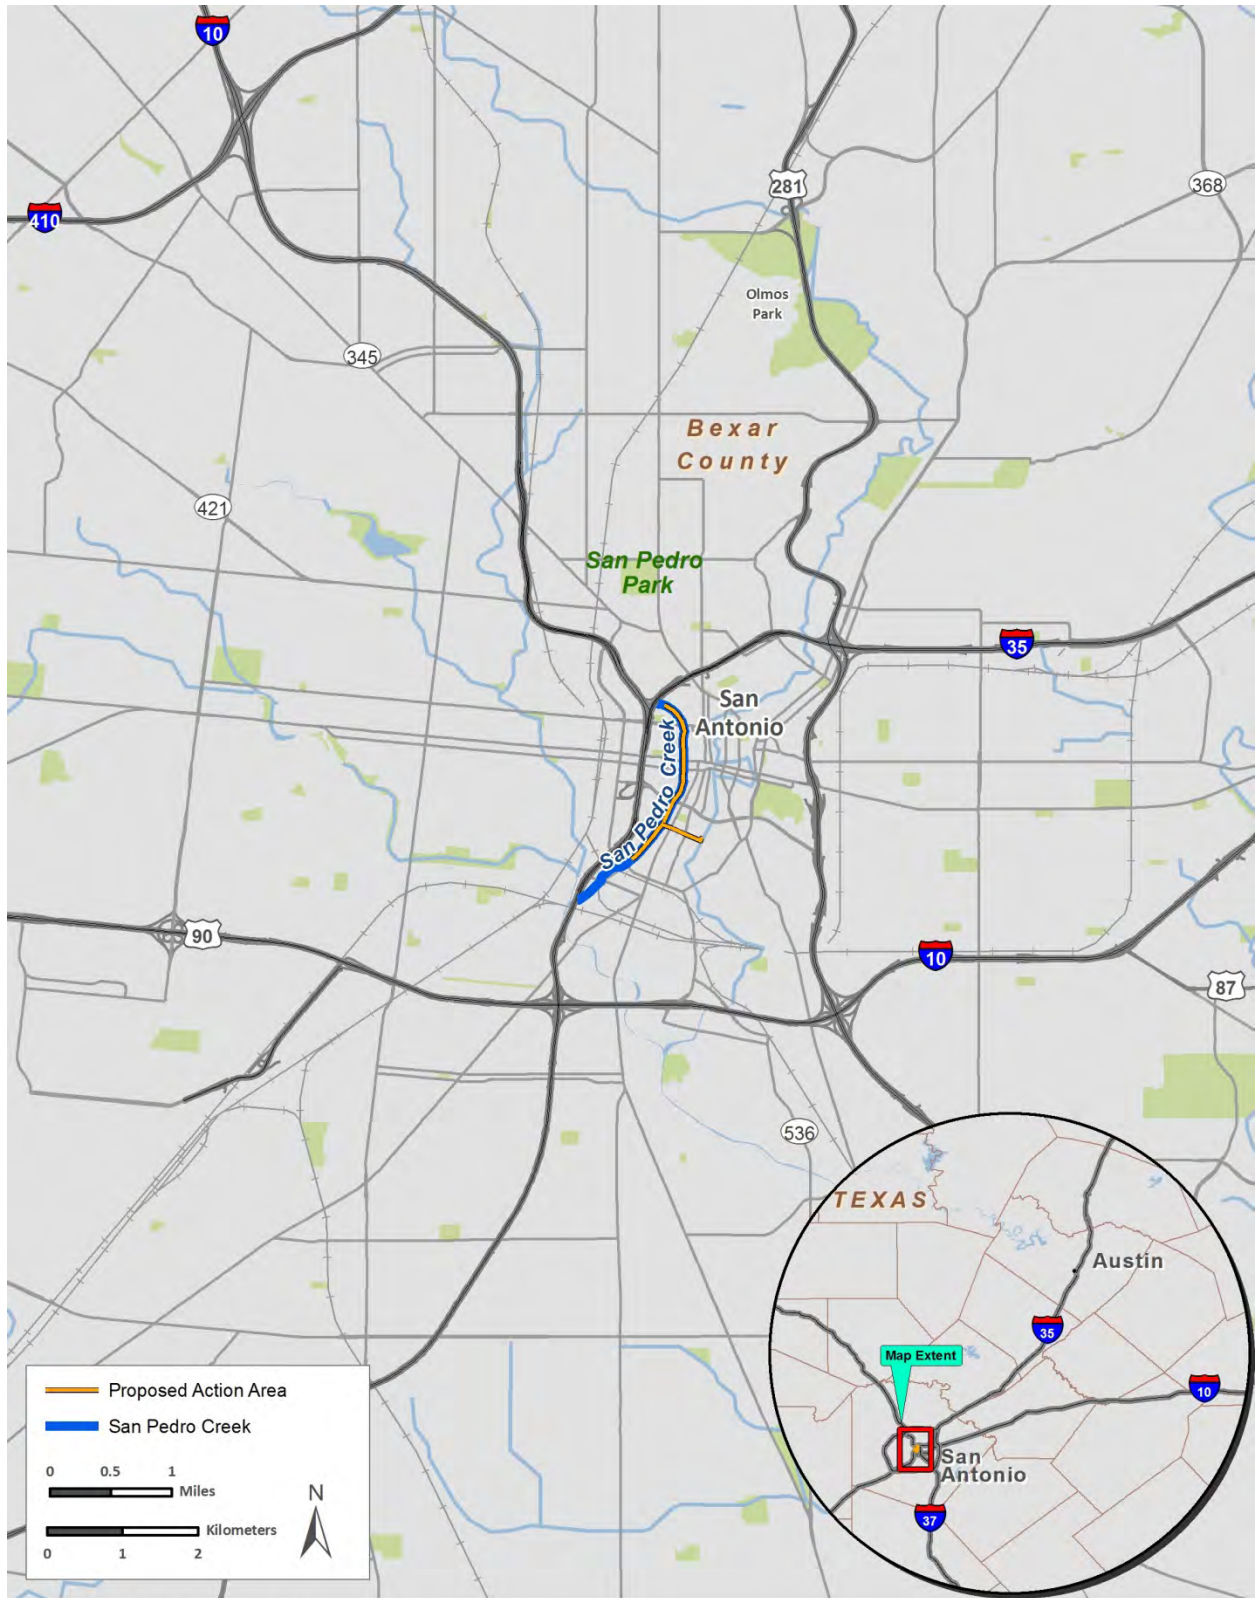 10
410
281
368
Olmos
Park
345
Bexar
County
421
San Pedro
Park
35
San
Antonio
San Pedro Creek
90
10
87
536
TEXAS
Austin
35
Map Extent
10
San
Antonio
37
Proposed Action Area
San Pedro Creek
0 0.5 1
Miles
N
Kilometers
0 1 2